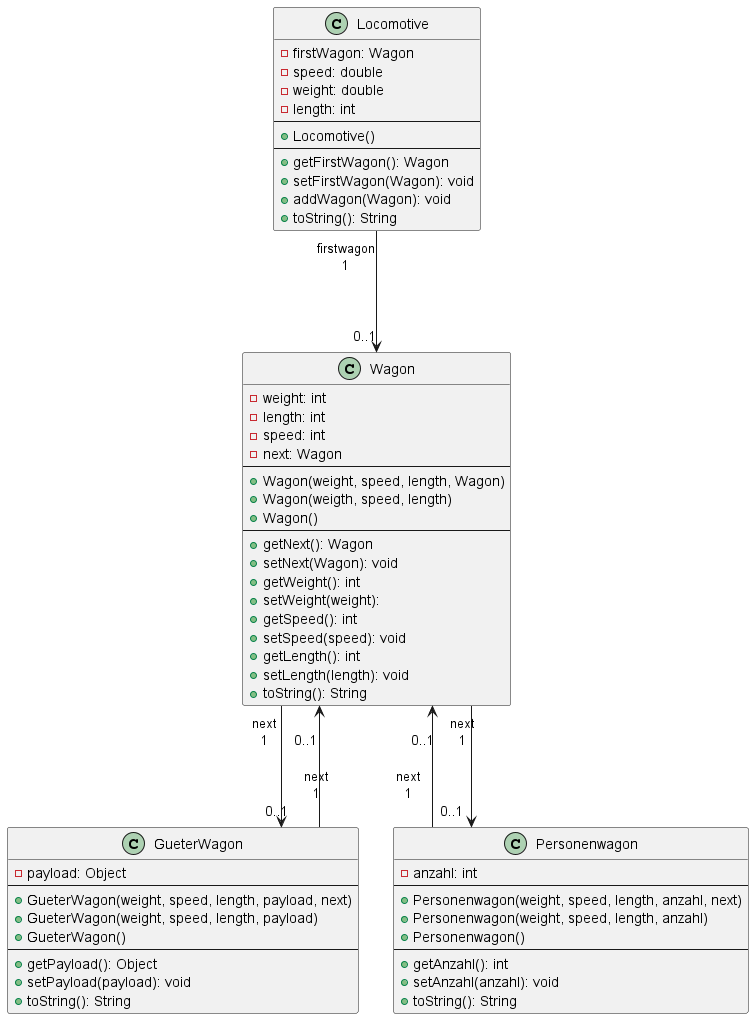 C Locomotive
firstWagon: Wagon
speed: double
weight: double
length: int
Locomotive()
getFirstWagon(): Wagon
setFirstWagon(Wagon): void
addWagon(Wagon): void
toString(): String
firstwagon
1
0..1
C Wagon
weight: int
length: int
speed: int
next: Wagon
Wagon(weight, speed, length, Wagon)
Wagon(weigth, speed, length)
Wagon()
getNext(): Wagon
setNext(Wagon): void
getWeight(): int
setWeight(weight):
getSpeed(): int
setSpeed(speed): void
getLength(): int
setLength(length): void
toString(): String
next
1
0..1
0..1
next
1
0..1
next
1
next
1
0..1
C GueterWagon
payload: Object
GueterWagon(weight, speed, length, payload, next)
GueterWagon(weight, speed, length, payload)
GueterWagon()
getPayload(): Object
setPayload(payload): void
toString(): String
C Personenwagon
anzahl: int
Personenwagon(weight, speed, length, anzahl, next)
Personenwagon(weight, speed, length, anzahl)
Personenwagon()
getAnzahl(): int
setAnzahl(anzahl): void
toString(): String